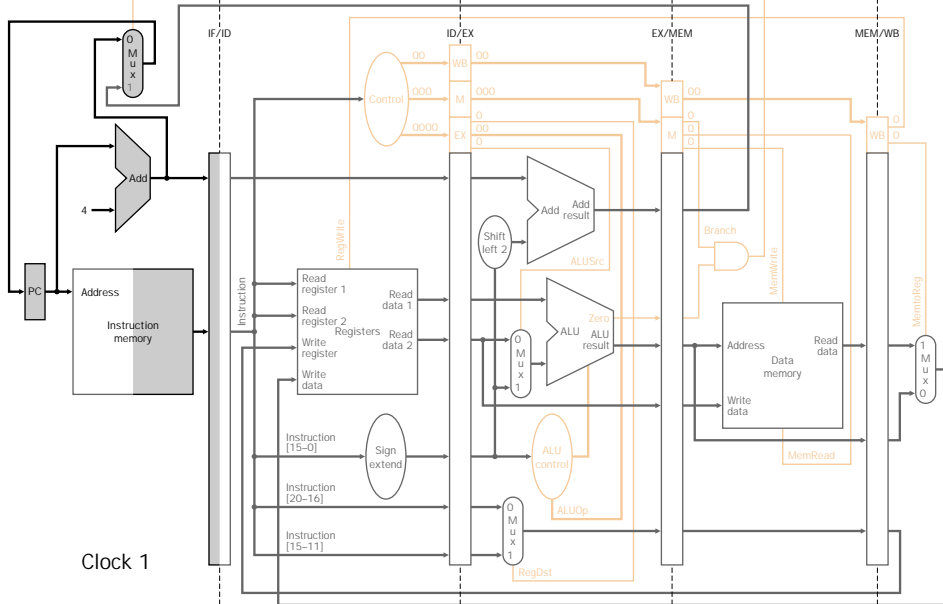 IF/ID
ID/EX
EX/MEM
MEM/WB
0
M
u
x
1
Control
00
000
0000
WB
M
EX
00
000
0
00
0
WB
M
00
0
0
0
WB
0
0
Add
4
PC
Address
Instruction
memory
Instruction
RegWrite
Read
register 1
Read
register 2
Write
register
Write
data
Registers
Read
data 1
Read
data 2
Shift
left 2
Add
Add
result
ALUSrc
0
M
u
x
1
Zero
ALU
ALU
result
Branch
MemWrite
Address
Write
data
Read
data
Data
memory
MemRead
MemtoReg
1
M
u
x
0
Instruction
[15–0]
Sign
extend
ALU
control
Instruction
[20–16]
Instruction
[15–11]
ALUOp
0
M
u
x
1
RegDst
Clock 1